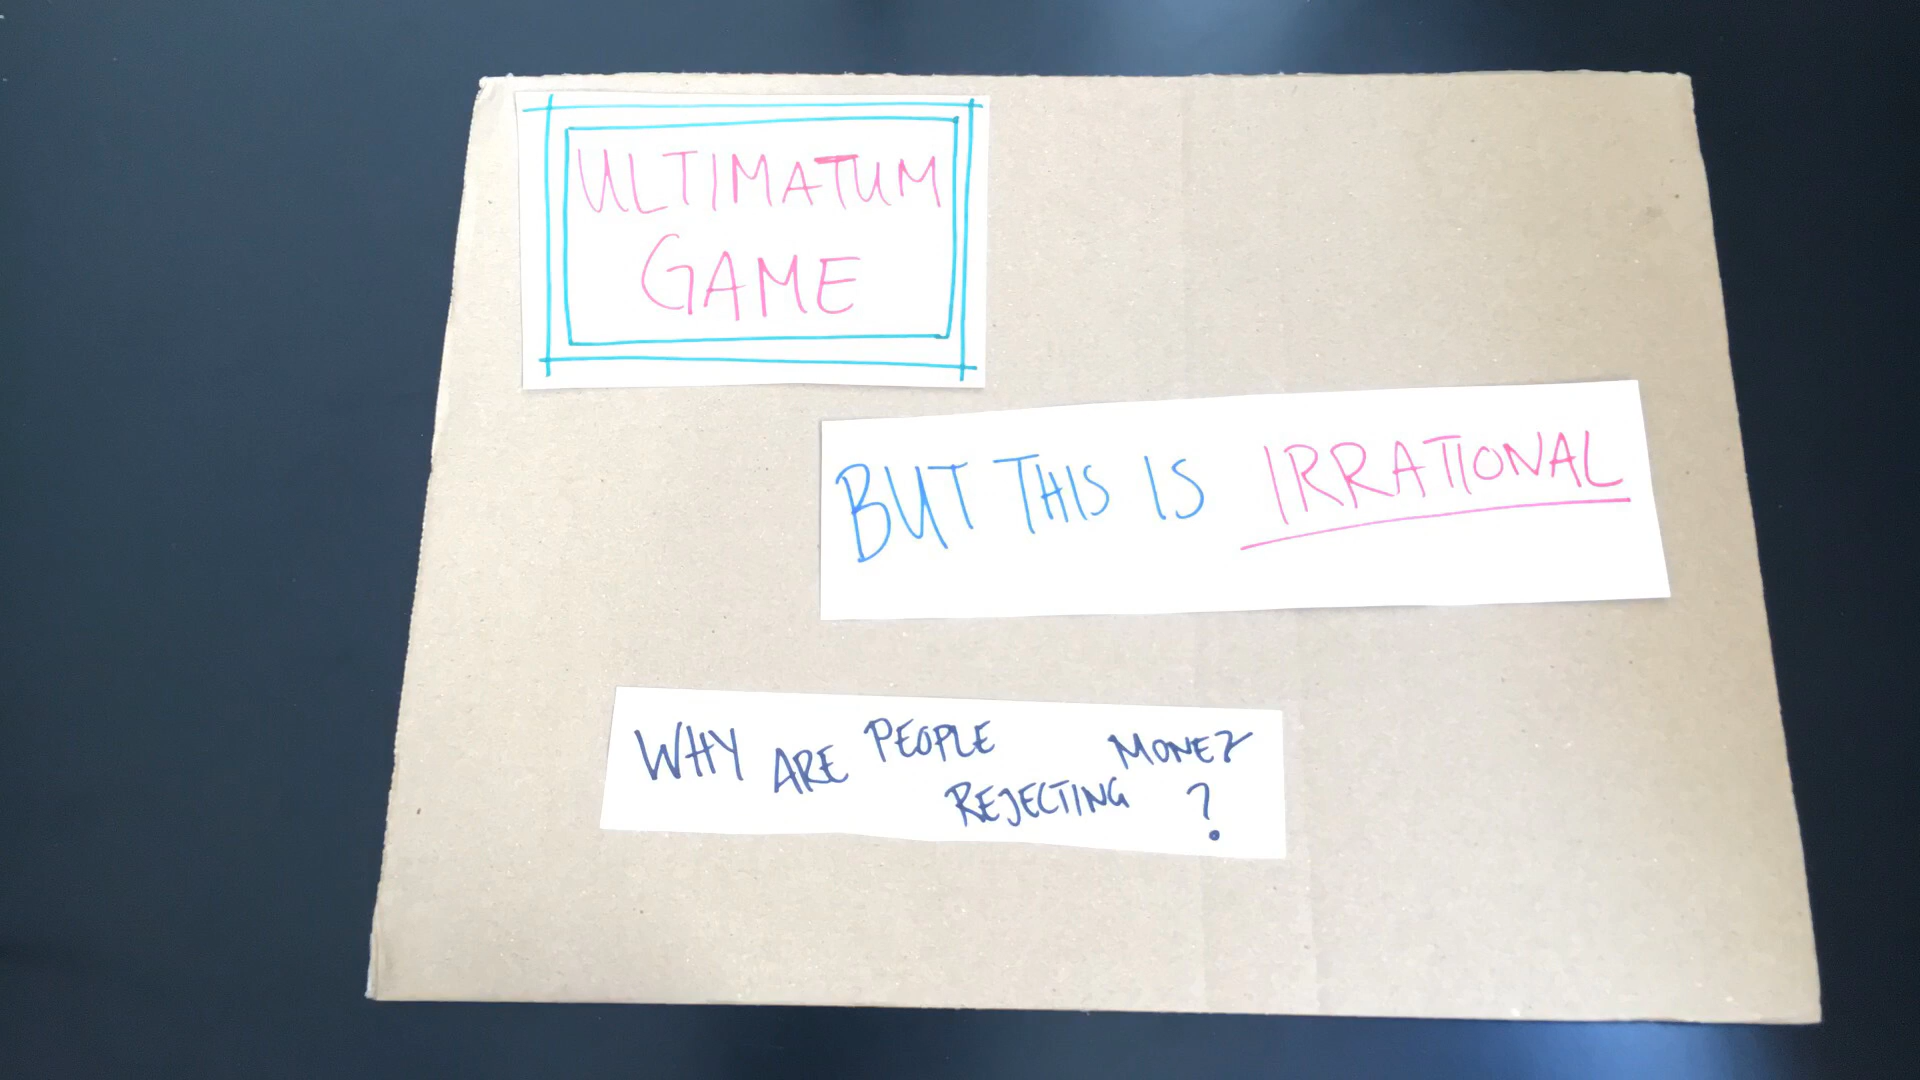 ULTIMATUM
GAME
BUT THIS IS IRRATIONAL
WHY ARE PEOPLE REJECTING MONEY ?